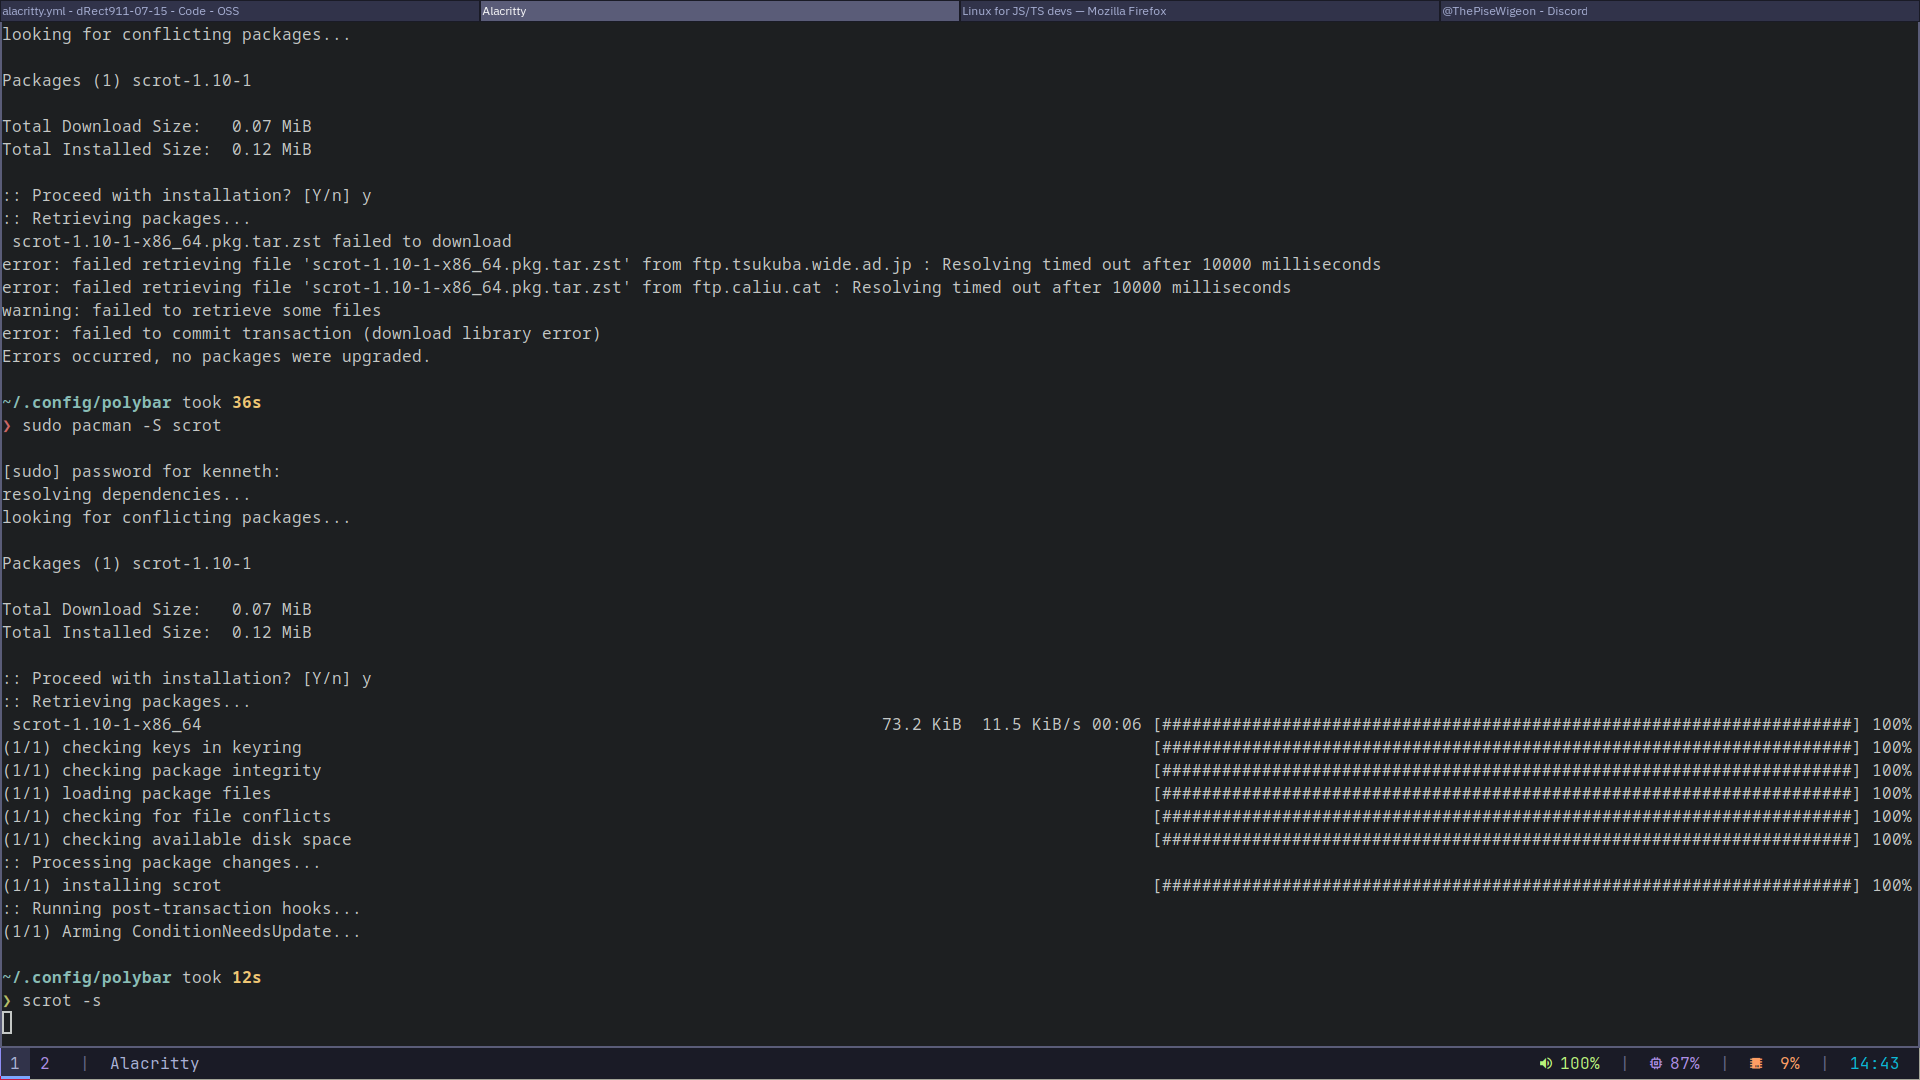 alacritty.yml - dRect911-07-15 - Code - OSS
Alacritty
Linux for JS/TS devs — Mozilla Firefox
@ThePiseWigeon - Discord
looking for conflicting packages...
Packages (1) scrot-1.10-1
Total Download Size:   0.07 MiB
Total Installed Size:  0.12 MiB
:: Proceed with installation? [Y/n] y
:: Retrieving packages...
scrot-1.10-1-x86_64.pkg.tar.zst failed to download
error: failed retrieving file 'scrot-1.10-1-x86_64.pkg.tar.zst' from ftp.tsukuba.wide.ad.jp : Resolving timed out after 10000 milliseconds
error: failed retrieving file 'scrot-1.10-1-x86_64.pkg.tar.zst' from ftp.caliu.cat : Resolving timed out after 10000 milliseconds
warning: failed to retrieve some files
error: failed to commit transaction (download library error)
Errors occurred, no packages were upgraded.
~/.config/polybar took 36s
❯ sudo pacman -S scrot
[sudo] password for kenneth:
resolving dependencies...
looking for conflicting packages...
Packages (1) scrot-1.10-1
Total Download Size:   0.07 MiB
Total Installed Size:  0.12 MiB
:: Proceed with installation? [Y/n] y
:: Retrieving packages...
scrot-1.10-1-x86_64 73.2 KiB  11.5 KiB/s 00:06 [#####################################################################] 100%
(1/1) checking keys in keyring [#####################################################################] 100%
(1/1) checking package integrity [#####################################################################] 100%
(1/1) loading package files [#####################################################################] 100%
(1/1) checking for file conflicts [#####################################################################] 100%
(1/1) checking available disk space [#####################################################################] 100%
:: Processing package changes...
(1/1) installing scrot [#####################################################################] 100%
:: Running post-transaction hooks...
(1/1) Arming ConditionNeedsUpdate...
~/.config/polybar took 12s
❯ scrot -s
1 2 | Alacritty 100% | 87% | 9% | 14:43